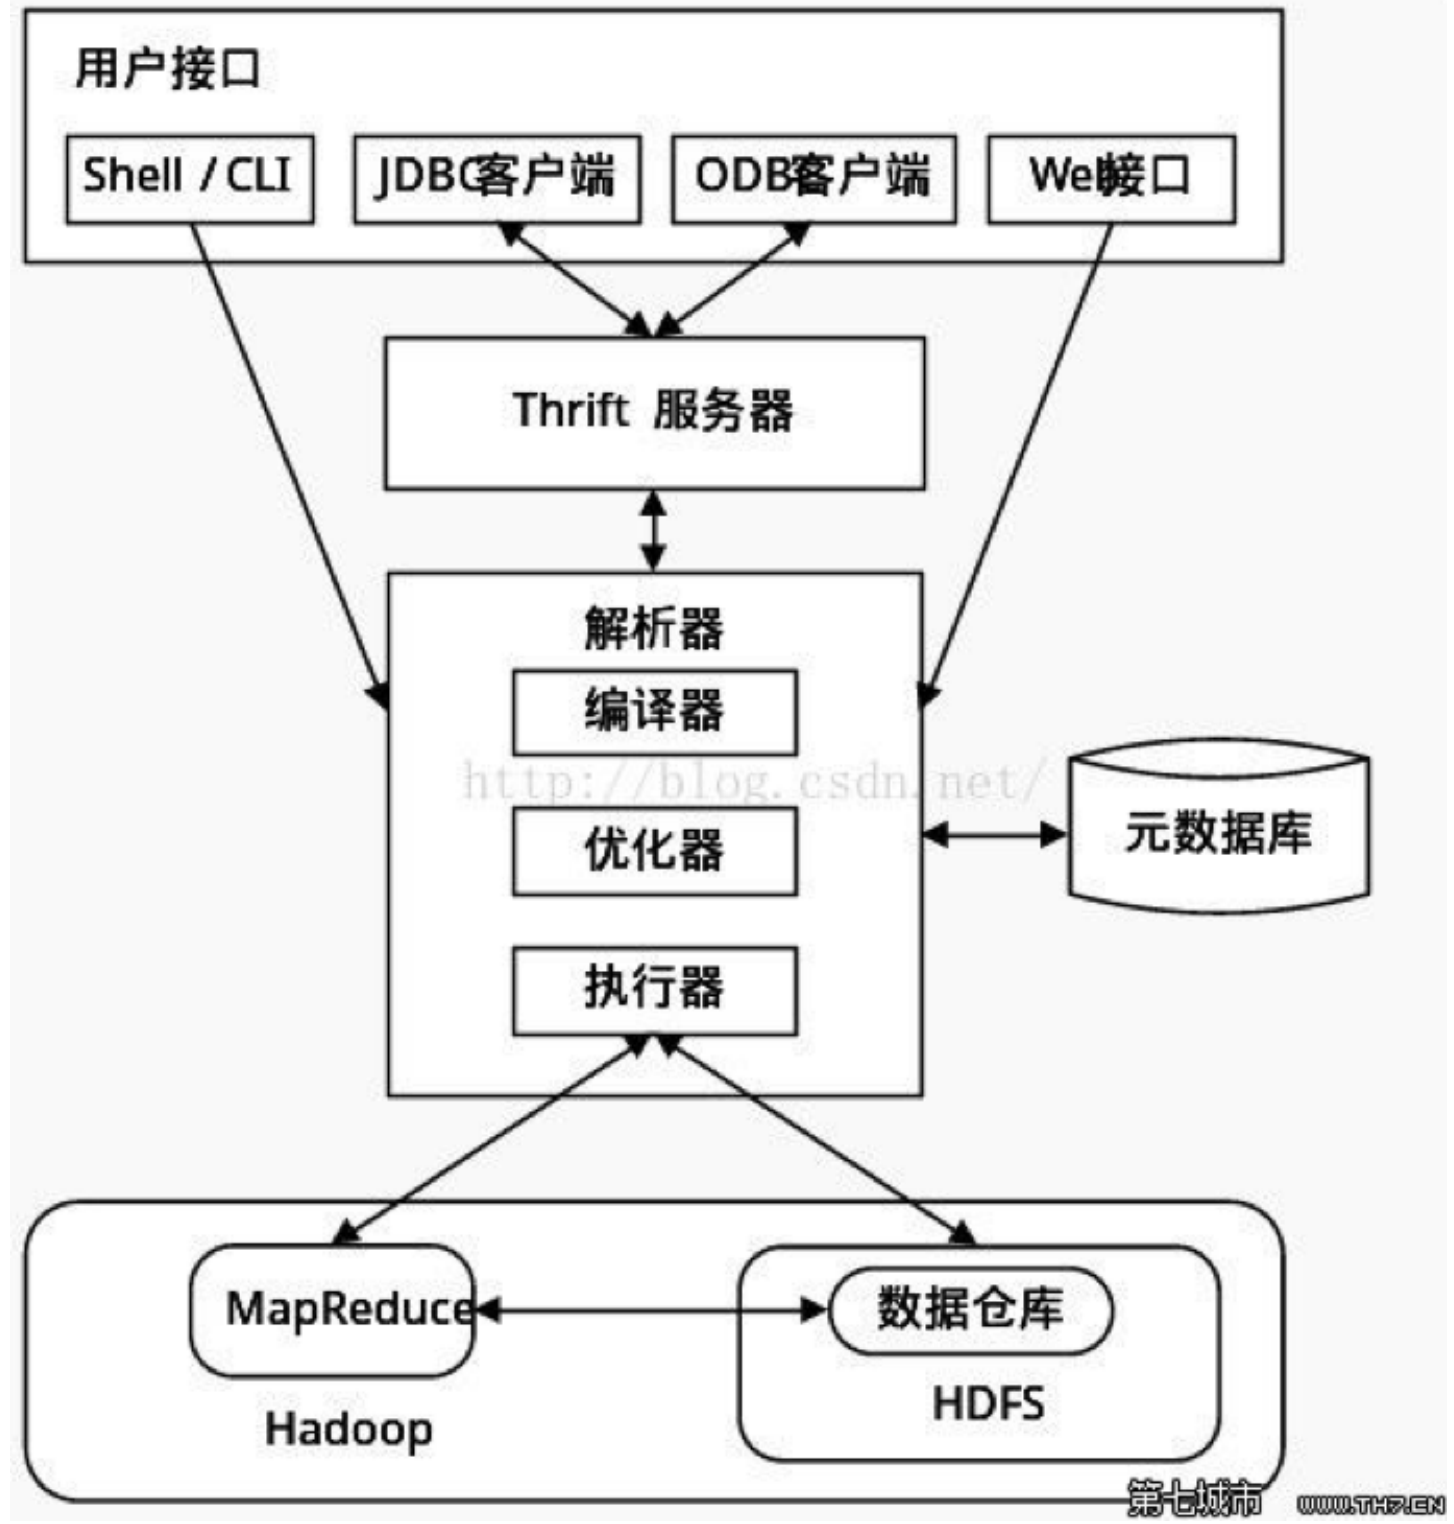 用户接口
Shell / CLI
JDBC客户端
ODBC客户端
Web接口
Thrift 服务器
解析器
编译器
http://blog.csdn.net/
优化器
元数据库
执行器
MapReduce
数据仓库
HDFS
Hadoop
第七城市 WWW.TH7.CN